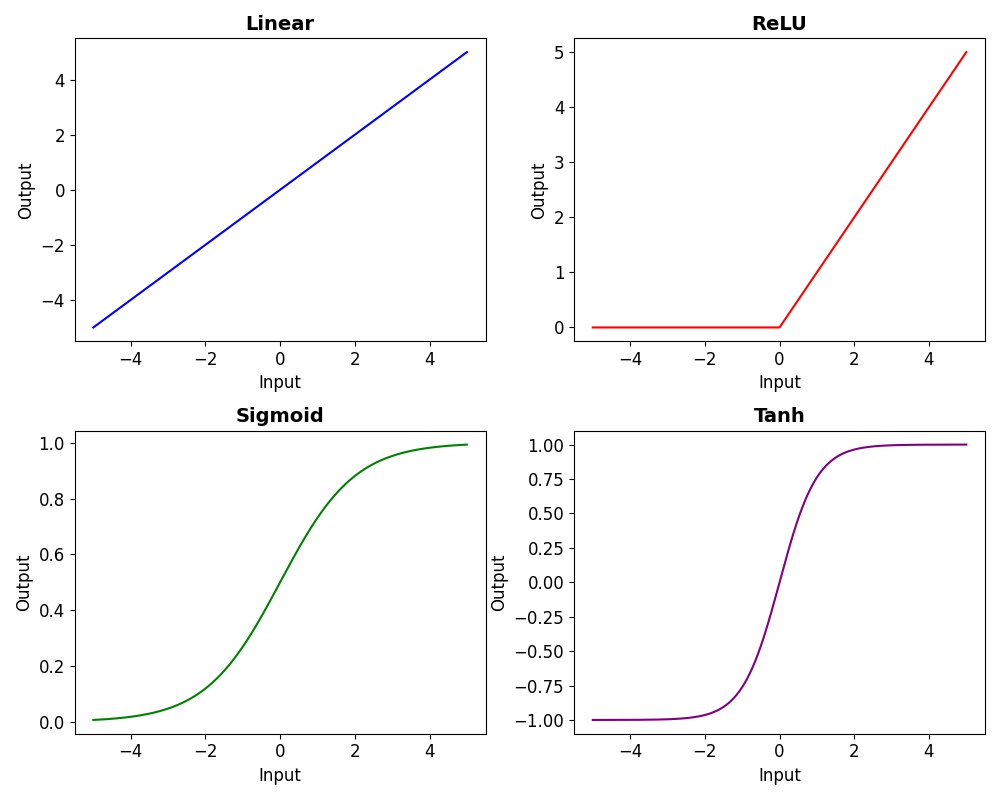 Linear
Output
4
2
0
−2
−4
−4 −2 0 2 4
Input
ReLU
Output
5
4
3
2
1
0
−4 −2 0 2 4
Input
Sigmoid
Output
1.0
0.8
0.6
0.4
0.2
0.0
−4 −2 0 2 4
Input
Tanh
Output
1.00
0.75
0.50
0.25
0.00
−0.25
−0.50
−0.75
−1.00
−4 −2 0 2 4
Input